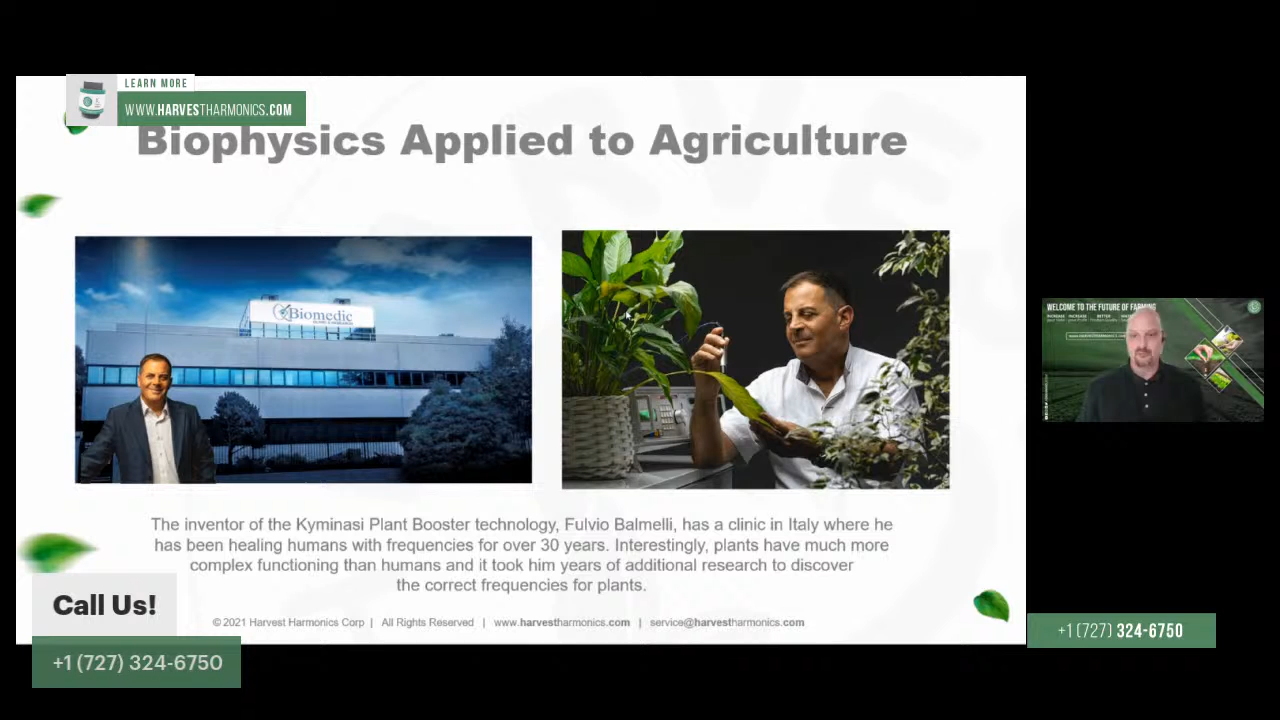 LEARN MORE
WWW.HARVESTHARMONICS.COM
Biophysics Applied to Agriculture
Biomedic
WELCOME TO THE FUTURE OF FARMING
The inventor of the Kyminasi Plant Booster technology, Fulvio Balmelli, has a clinic in Italy where he
has been healing humans with frequencies for over 30 years. Interestingly, plants have much more
complex functioning than humans and it took him years of additional research to discover
the correct frequencies for plants.
© 2021 Harvest Harmonics Corp | All Rights Reserved | www.harvestharmonics.com | service@harvestharmonics.com
Call Us!
+1 (727) 324-6750
+1 (727) 324-6750